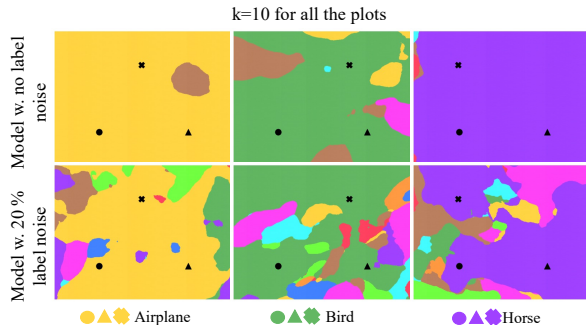 k=10 for all the plots
Model w. no label
noise
Model w. 20 %
label noise
Airplane
Bird
Horse